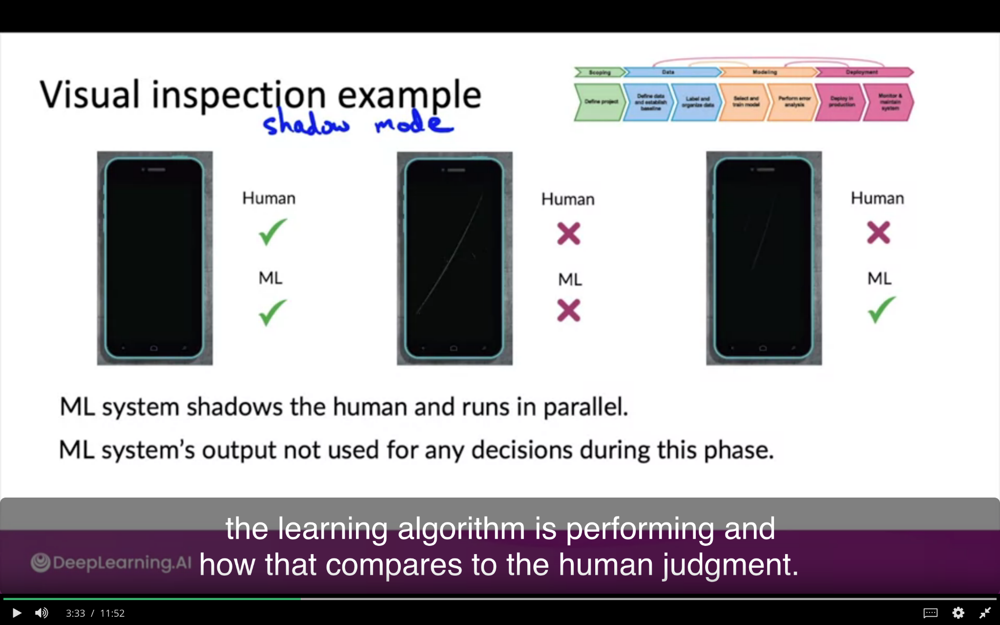 Visual inspection example
shadow mode
Scoping
Data
Modeling
Deployment
Define project
Define data
and establish
baseline
Label and
organize data
Select and
train model
Perform error
analysis
Deploy in
production
Monitor &
maintain
system
Human
ML
Human
ML
Human
ML
ML system shadows the human and runs in parallel.
ML system's output not used for any decisions during this phase.
the learning algorithm is performing and
how that compares to the human judgment.
DeepLearning.AI
3:33 / 11:52